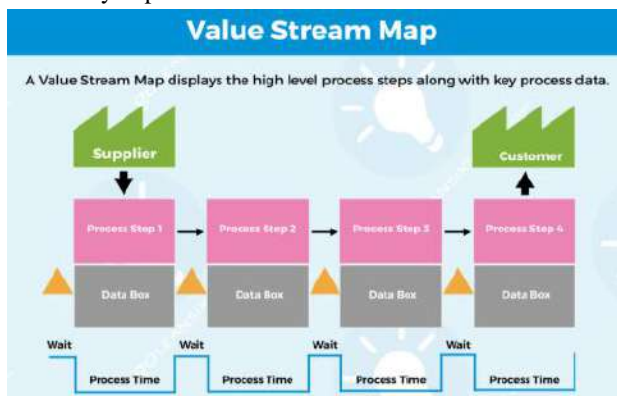 Value Stream Map
A Value Stream Map displays the high level process steps along with key process data.
Supplier
Customer
Process Step 1
Process Step 2
Process Step 3
Process Step 4
Data Box
Data Box
Data Box
Data Box
Wait
Wait
Wait
Wait
Process Time
Process Time
Process Time
Process Time